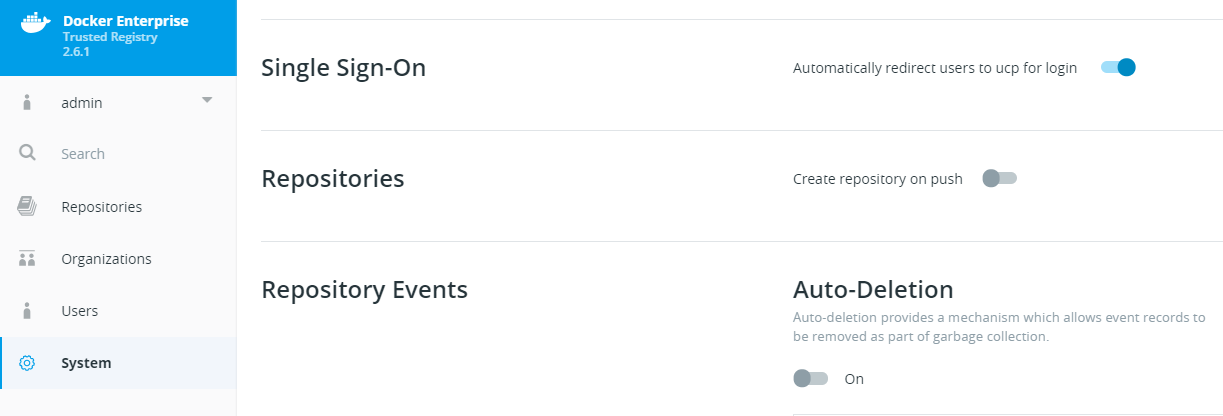 Docker Enterprise
Trusted Registry
2.6.1
admin
Search
Repositories
Organizations
Users
System
Single Sign-On
Automatically redirect users to ucp for login
Repositories
Create repository on push
Repository Events
Auto-Deletion
Auto-deletion provides a mechanism which allows event records to
be removed as part of garbage collection.
On